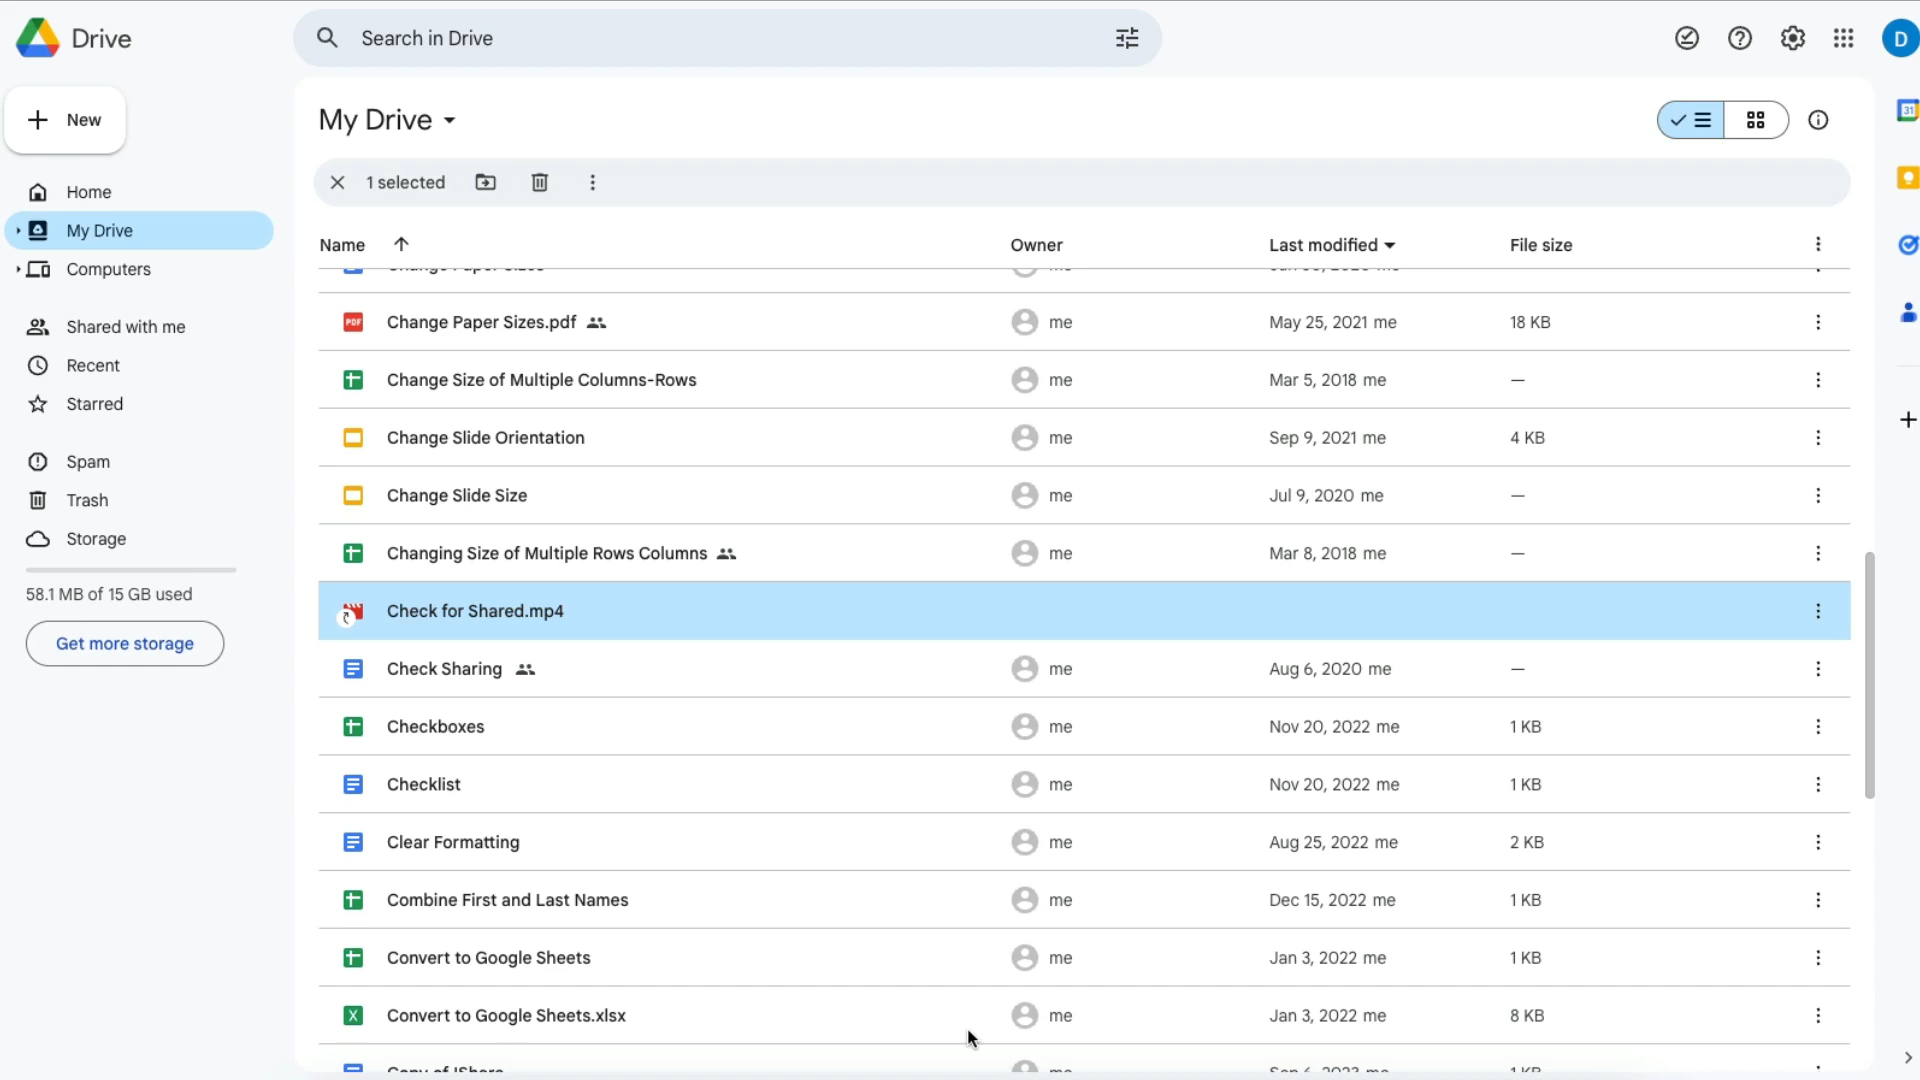 Drive
Search in Drive
D
New
My Drive
31
1 selected
Home
My Drive
Computers
Shared with me
Recent
Starred
Spam
Trash
Storage
58.1 MB of 15 GB used
Get more storage
Name Owner Last modified File size
PDF Change Paper Sizes.pdf me May 25, 2021 me 18 KB
Change Size of Multiple Columns-Rows me Mar 5, 2018 me —
Change Slide Orientation me Sep 9, 2021 me 4 KB
Change Slide Size me Jul 9, 2020 me —
Changing Size of Multiple Rows Columns me Mar 8, 2018 me —
Check for Shared.mp4
Check Sharing me Aug 6, 2020 me —
Checkboxes me Nov 20, 2022 me 1 KB
Checklist me Nov 20, 2022 me 1 KB
Clear Formatting me Aug 25, 2022 me 2 KB
Combine First and Last Names me Dec 15, 2022 me 1 KB
Convert to Google Sheets me Jan 3, 2022 me 1 KB
X Convert to Google Sheets.xlsx me Jan 3, 2022 me 8 KB